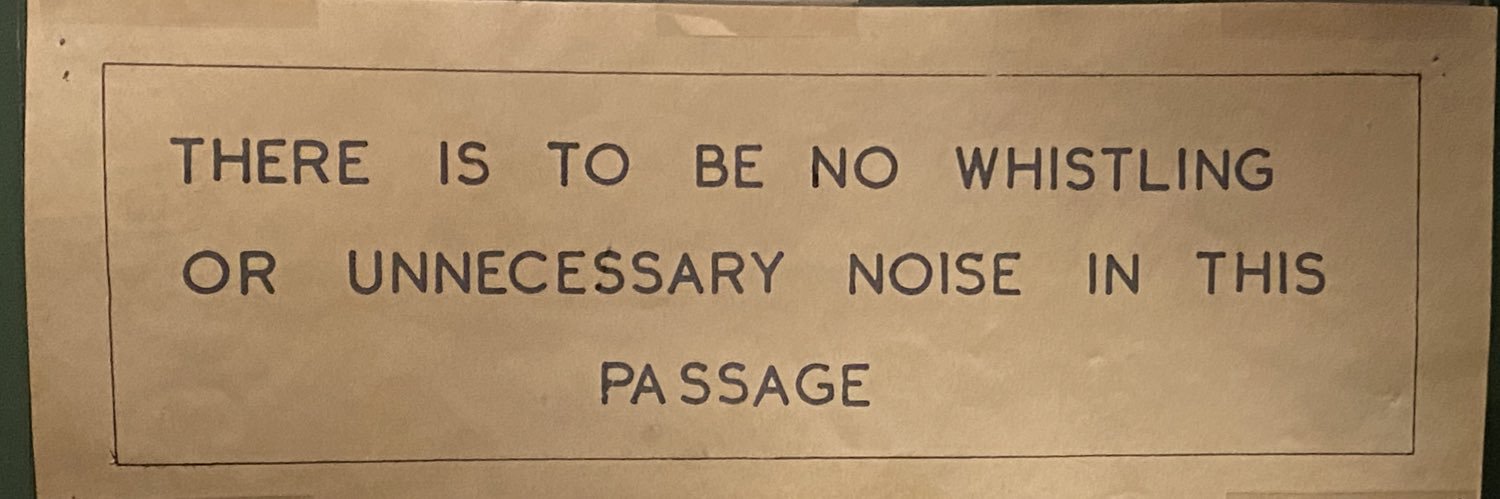 THERE IS TO BE NO WHISTLING
OR UNNECESSARY NOISE IN THIS
PASSAGE